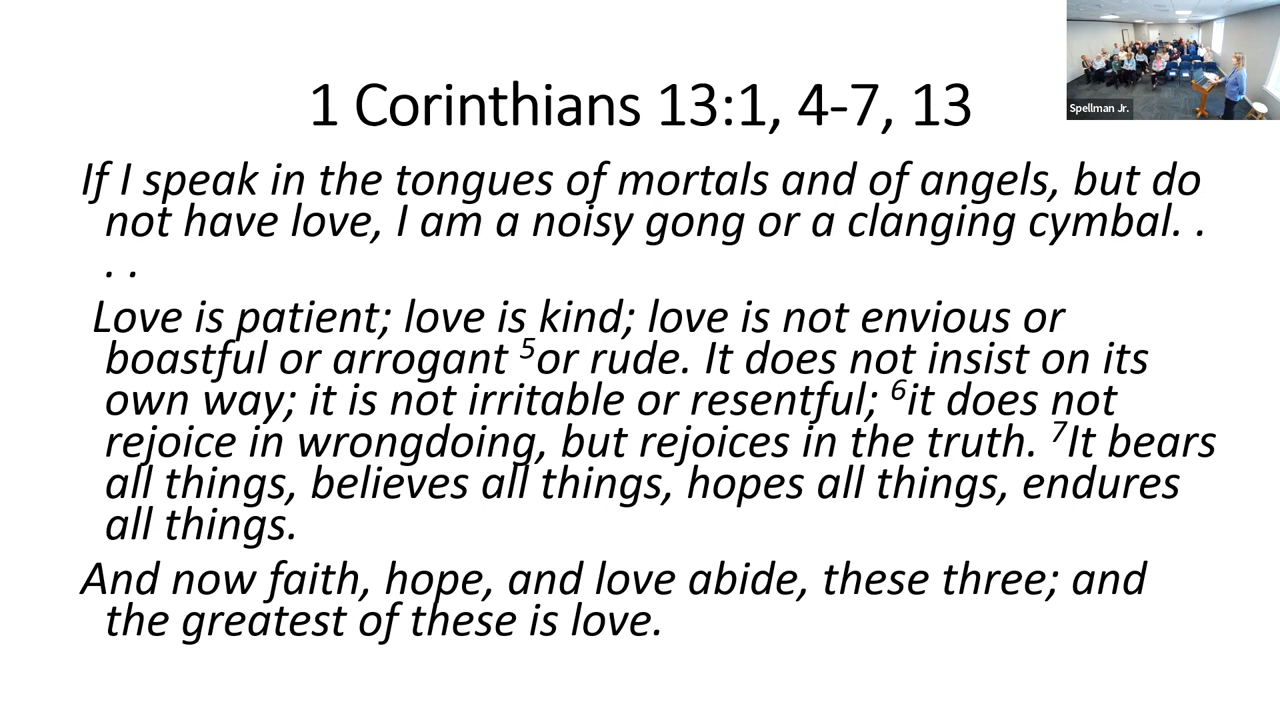 Spellman Jr.
1 Corinthians 13:1, 4-7, 13
If I speak in the tongues of mortals and of angels, but do
not have love, I am a noisy gong or a clanging cymbal. .
. .
Love is patient; love is kind; love is not envious or
boastful or arrogant ⁵or rude. It does not insist on its
own way; it is not irritable or resentful; ⁶it does not
rejoice in wrongdoing, but rejoices in the truth. ⁷It bears
all things, believes all things, hopes all things, endures
all things.
And now faith, hope, and love abide, these three; and
the greatest of these is love.